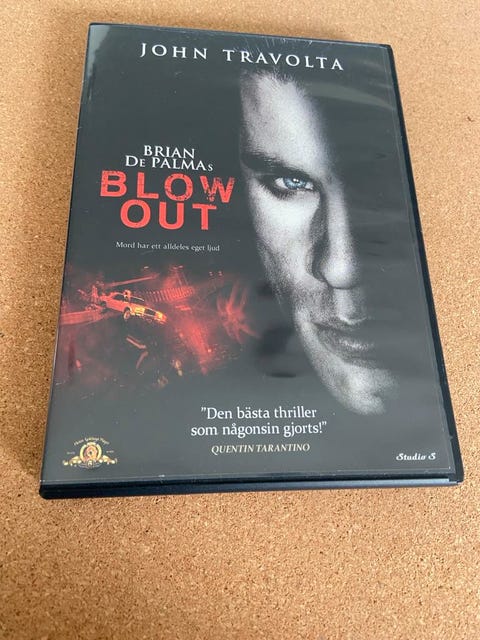 JOHN TRAVOLTA
BRIAN
DE PALMAS
BLOW
OUT
Mord har ett alldeles eget ljud
"Den bästa thriller
som någonsin gjorts!"
QUENTIN TARANTINO
Studio S